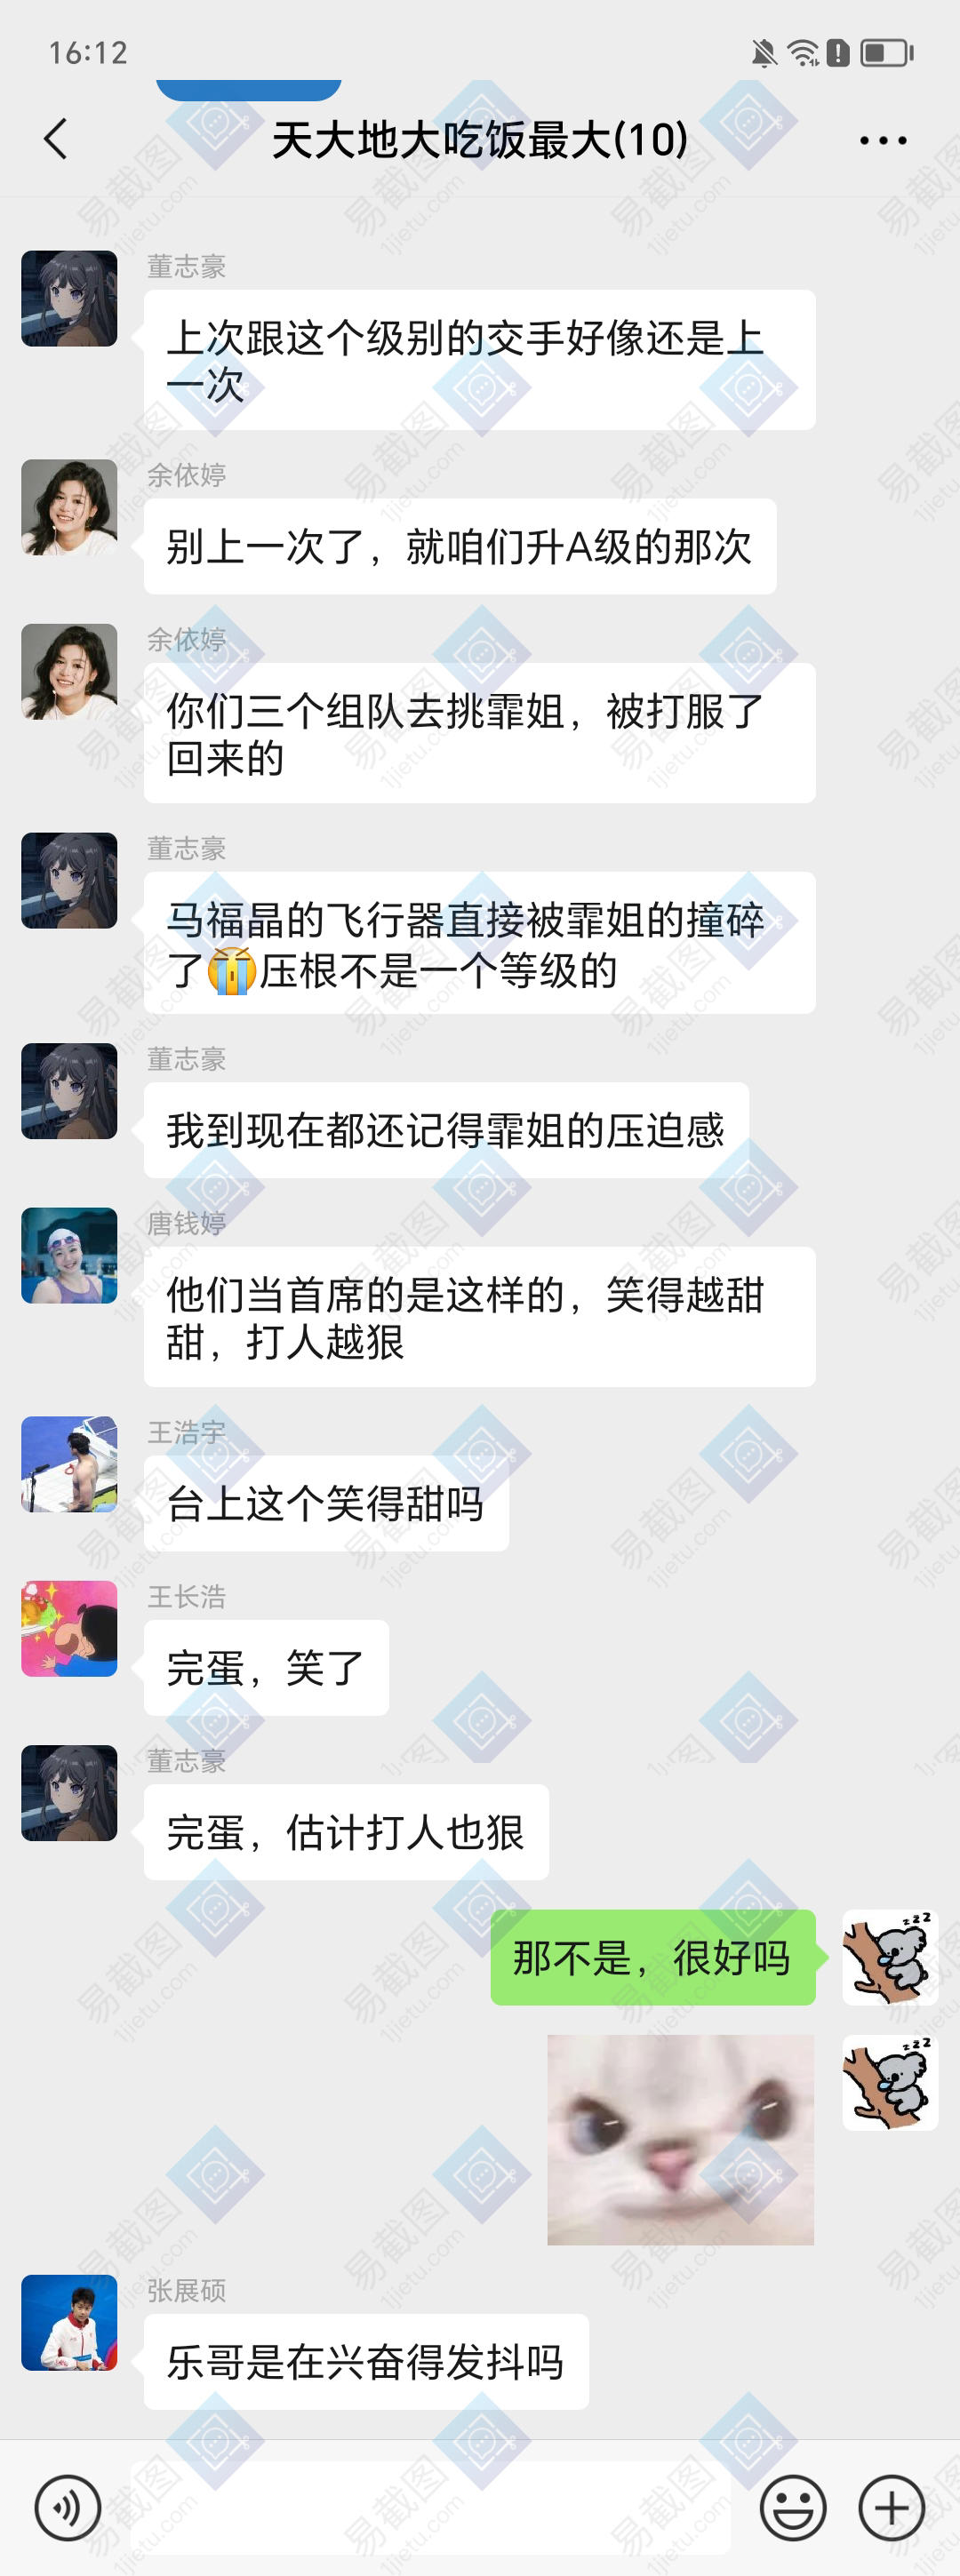 16:12
天大地大吃饭最大(10)
董志豪
上次跟这个级别的交手好像还是上
一次
余依婷
别上一次了，就咱们升A级的那次
余依婷
你们三个组队去挑霏姐，被打服了
回来的
董志豪
马福晶的飞行器直接被霏姐的撞碎
了😭压根不是一个等级的
董志豪
我到现在都还记得霏姐的压迫感
唐钱婷
他们当首席的是这样的，笑得越甜
甜，打人越狠
王浩宇
台上这个笑得甜吗
王长浩
完蛋，笑了
董志豪
完蛋，估计打人也狠
那不是，很好吗
张展硕
乐哥是在兴奋得发抖吗
易截图
1jietu.com